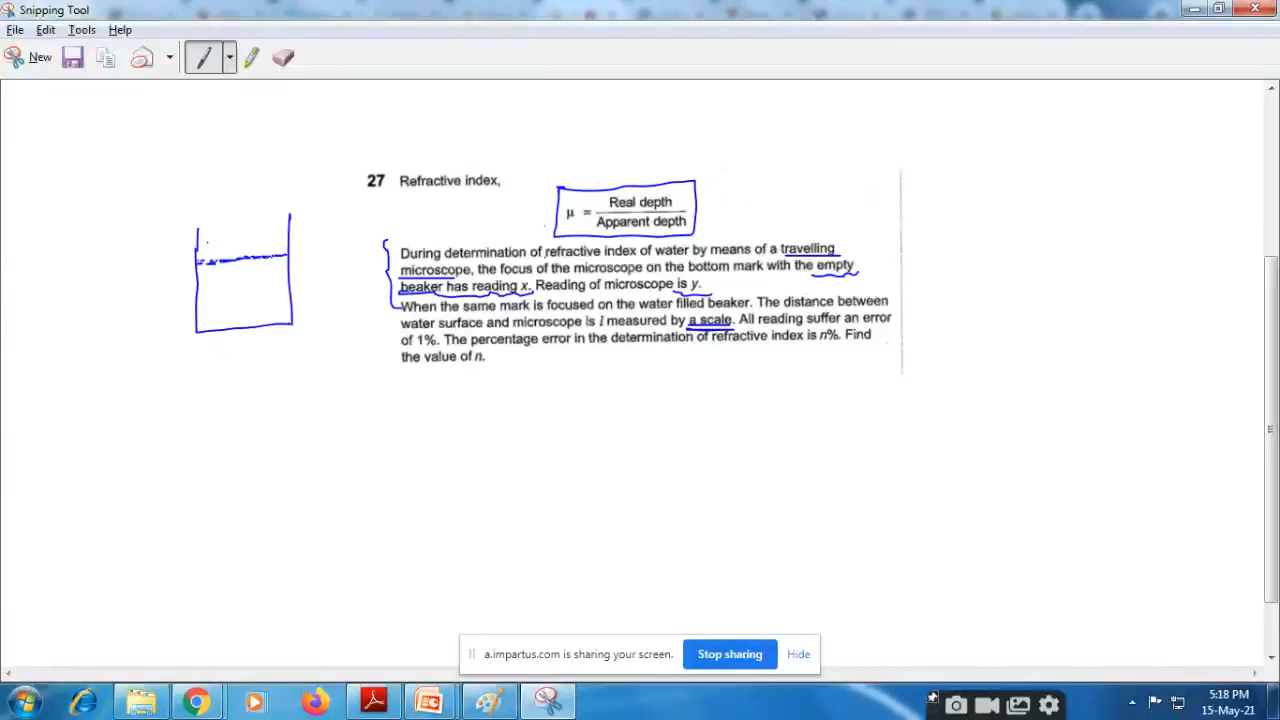 Snipping Tool
File Edit Tools Help
New
27 Refractive index,
μ = Real depth
Apparent depth
During determination of refractive index of water by means of a travelling
microscope, the focus of the microscope on the bottom mark with the empty
beaker has reading x. Reading of microscope is y.
When the same mark is focused on the water filled beaker. The distance between
water surface and microscope is l measured by a scale. All reading suffer an error
of 1%. The percentage error in the determination of refractive index is n%. Find
the value of n.
a.impartus.com is sharing your screen. Stop sharing Hide
5:18 PM
15-May-21